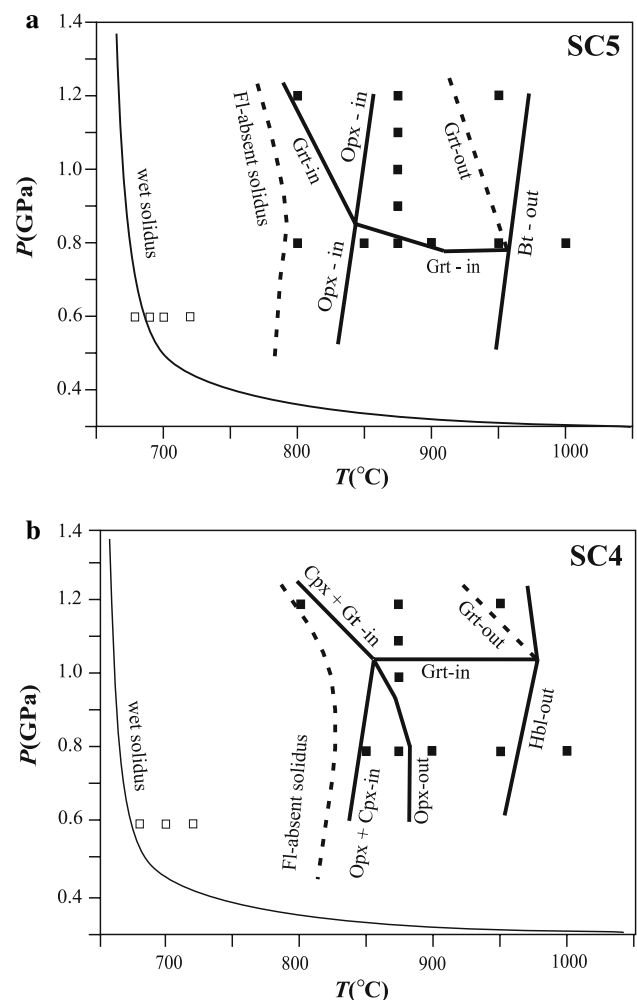 a
SC5
1.4
1.2
1.0
0.8
0.6
0.4
P(GPa)
wet solidus
Fl-absent solidus
Grt-in
Opx - in
Opx - in
Grt-out
Grt - in
Bt - out
700
800
900
1000
T(°C)
b
SC4
1.4
1.2
1.0
0.8
0.6
0.4
P(GPa)
wet solidus
Fl-absent solidus
Cpx + Gt -in
Opx + Cpx-in
Opx-out
Grt-in
Grt-out
Hbl-out
700
800
900
1000
T(°C)